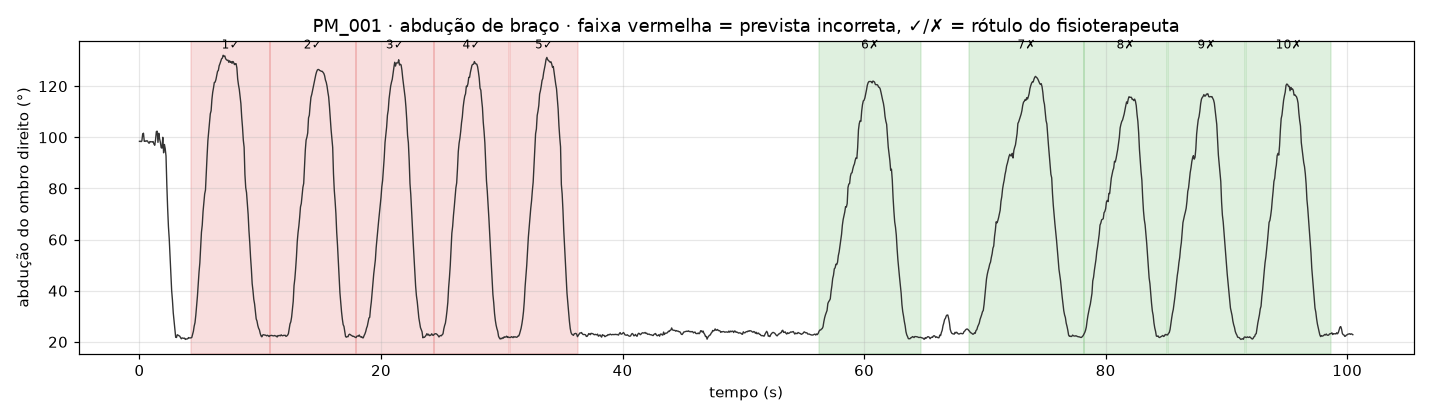 PM_001 · abdução de braço · faixa vermelha = prevista incorreta, ✓/✗ = rótulo do fisioterapeuta
1✓ 2✓ 3✓ 4✓ 5✓ 6✗ 7✗ 8✗ 9✗ 10✗
abdução do ombro direito (°)
120
100
80
60
40
20
0 20 40 60 80 100
tempo (s)